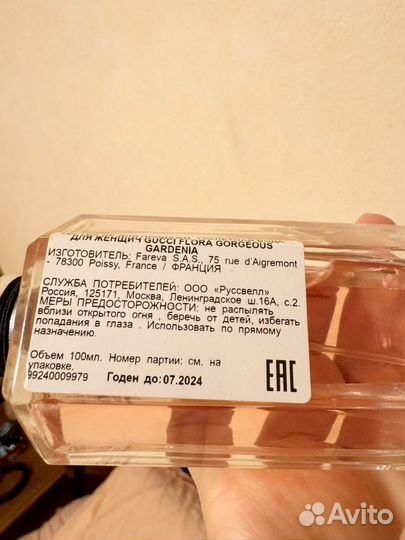 ДЛЯ ЖЕНЩИЧ GUCCI FLORA GORGEOUS
GARDENIA
ИЗГОТОВИТЕЛЬ: Fareva S.A.S., 75 rue d'Aigremont
- 78300 Poissy, France / ФРАНЦИЯ
СЛУЖБА ПОТРЕБИТЕЛЕЙ: ООО «Руссвелл»
Россия, 125171, Москва, Ленинградское ш.16А, с.2.
МЕРЫ ПРЕДОСТОРОЖНОСТИ: не распылять
вблизи открытого огня , беречь от детей, избегать
попадания в глаза . Использовать по прямому
назначению.
Объем 100мл. Номер партии: см. на
упаковке.
99240009979 Годен до:07.2024
EAC
Avito